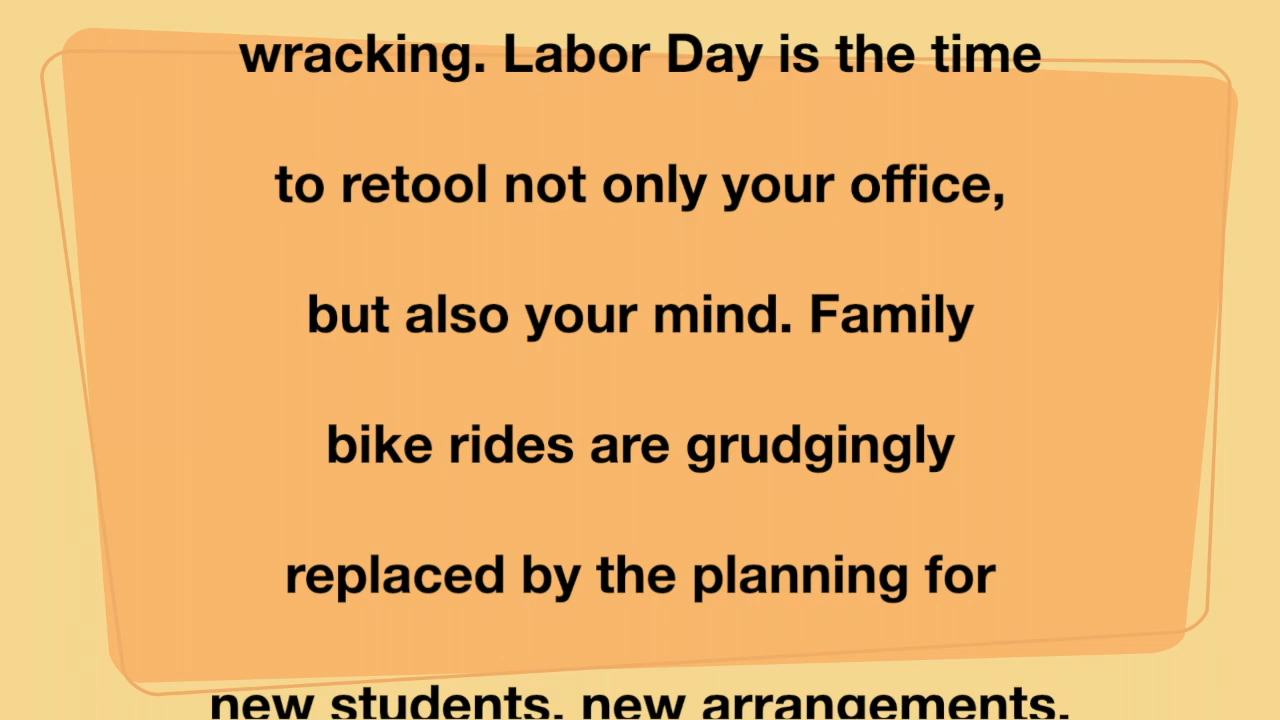 wracking. Labor Day is the time
to retool not only your office,
but also your mind. Family
bike rides are grudgingly
replaced by the planning for
new students, new arrangements,